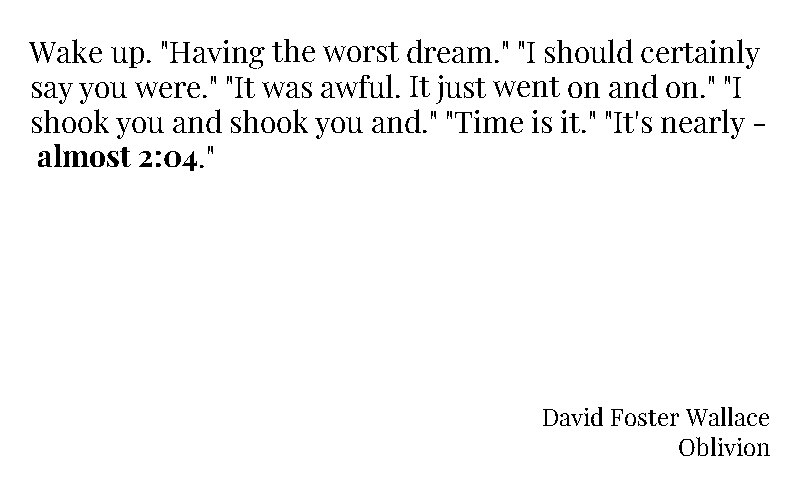 Wake up. "Having the worst dream." "I should certainly
say you were." "It was awful. It just went on and on." "I
shook you and shook you and." "Time is it." "It's nearly –
almost 2:04."
David Foster Wallace
Oblivion